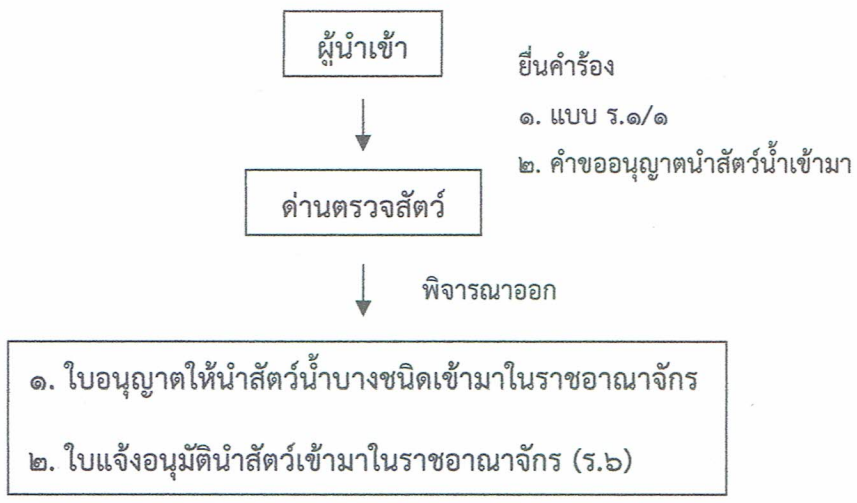 ผู้นำเข้า
ยื่นคำร้อง
๑. แบบ ร.๑/๑
๒. คำขออนุญาตนำสัตว์น้ำเข้ามา
ด่านตรวจสัตว์
พิจารณาออก
๑. ใบอนุญาตให้นำสัตว์น้ำบางชนิดเข้ามาในราชอาณาจักร
๒. ใบแจ้งอนุมัตินำสัตว์เข้ามาในราชอาณาจักร (ร.๖)